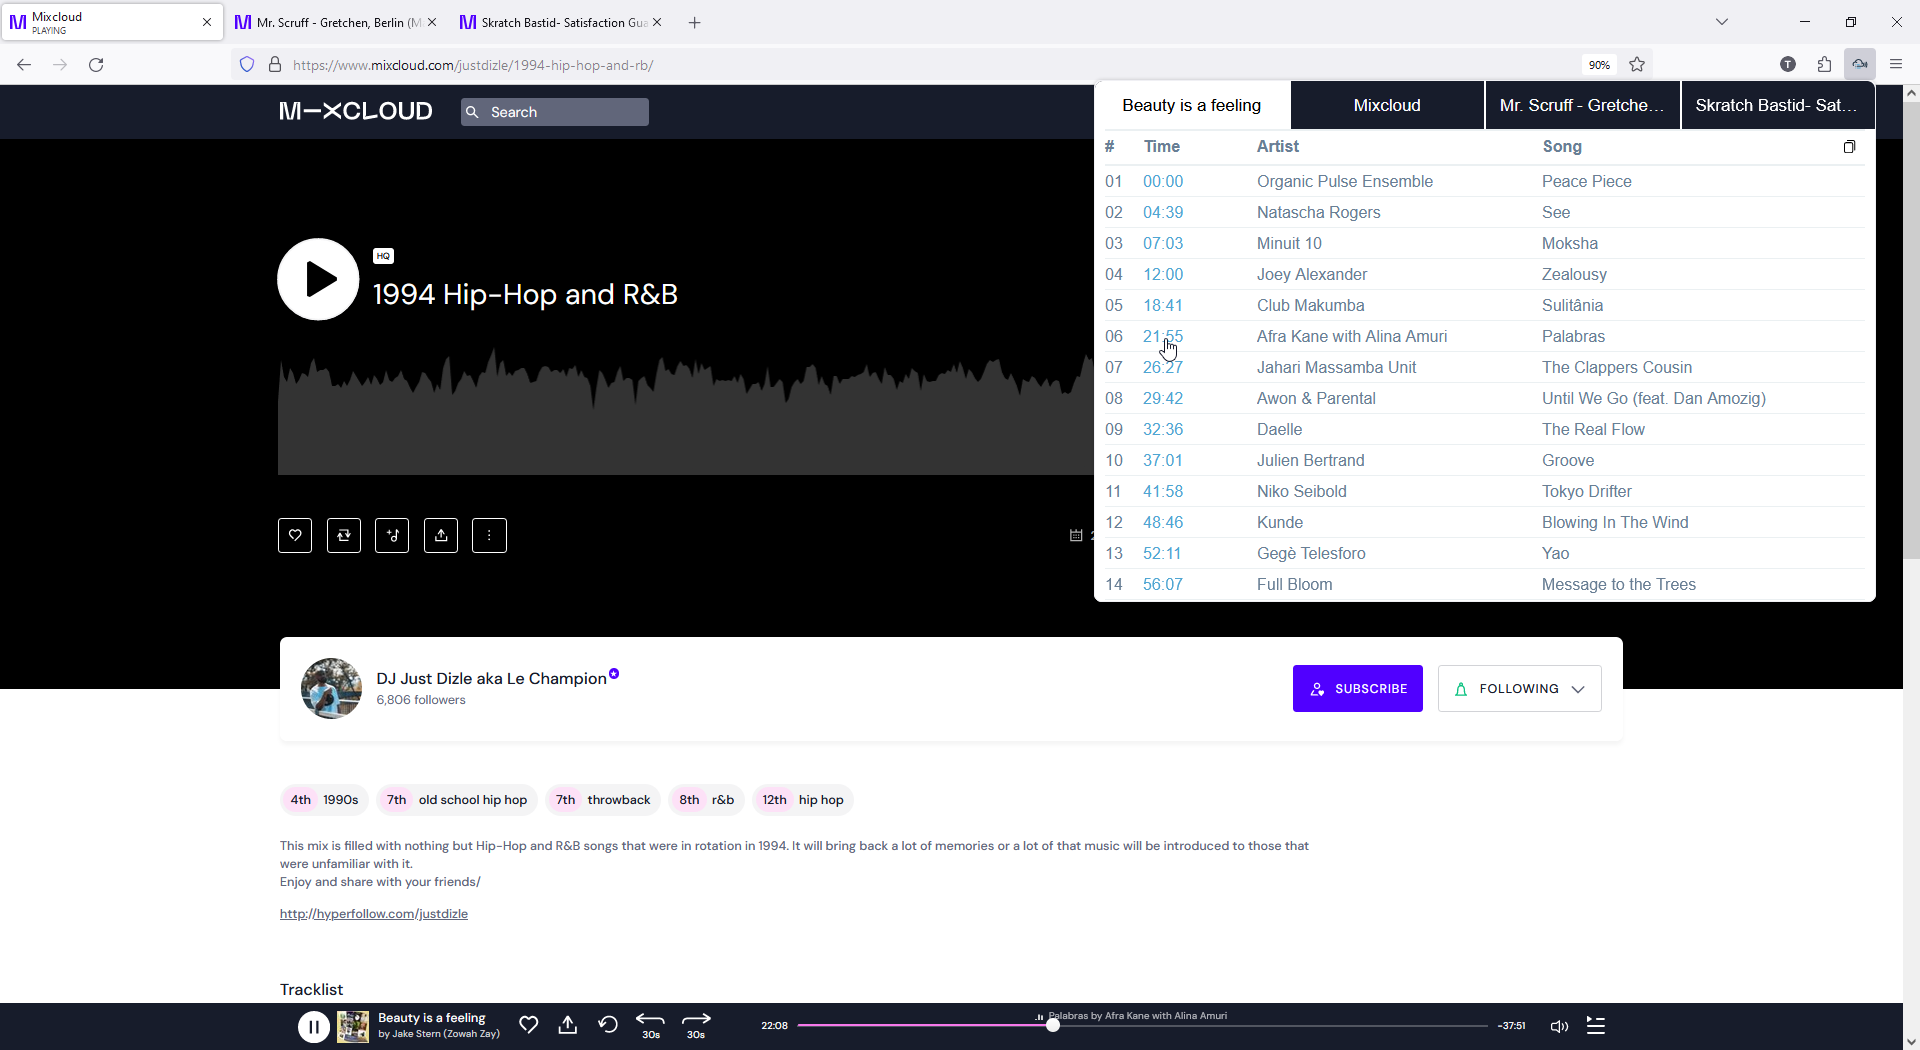 Mixcloud
PLAYING
Mr. Scruff - Gretchen, Berlin (M
Skratch Bastid- Satisfaction Gua
https://www.mixcloud.com/justdizle/1994-hip-hop-and-rb/
90%
T
M-XCLOUD
Search
Beauty is a feeling
Mixcloud
Mr. Scruff - Gretche...
Skratch Bastid- Sat...
# Time Artist Song
01 00:00 Organic Pulse Ensemble Peace Piece
02 04:39 Natascha Rogers See
03 07:03 Minuit 10 Moksha
04 12:00 Joey Alexander Zealousy
05 18:41 Club Makumba Sulitânia
06 21:55 Afra Kane with Alina Amuri Palabras
07 26:27 Jahari Massamba Unit The Clappers Cousin
08 29:42 Awon & Parental Until We Go (feat. Dan Amozig)
09 32:36 Daelle The Real Flow
10 37:01 Julien Bertrand Groove
11 41:58 Niko Seibold Tokyo Drifter
12 48:46 Kunde Blowing In The Wind
13 52:11 Gegè Telesforo Yao
14 56:07 Full Bloom Message to the Trees
HQ
1994 Hip-Hop and R&B
DJ Just Dizle aka Le Champion
6,806 followers
SUBSCRIBE
FOLLOWING
4th 1990s
7th old school hip hop
7th throwback
8th r&b
12th hip hop
This mix is filled with nothing but Hip-Hop and R&B songs that were in rotation in 1994. It will bring back a lot of memories or a lot of that music will be introduced to those that
were unfamiliar with it.
Enjoy and share with your friends/
http://hyperfollow.com/justdizle
Tracklist
Beauty is a feeling
by Jake Stern (Zowah Zay)
30s
30s
22:08
Palabras by Afra Kane with Alina Amuri
-37:51